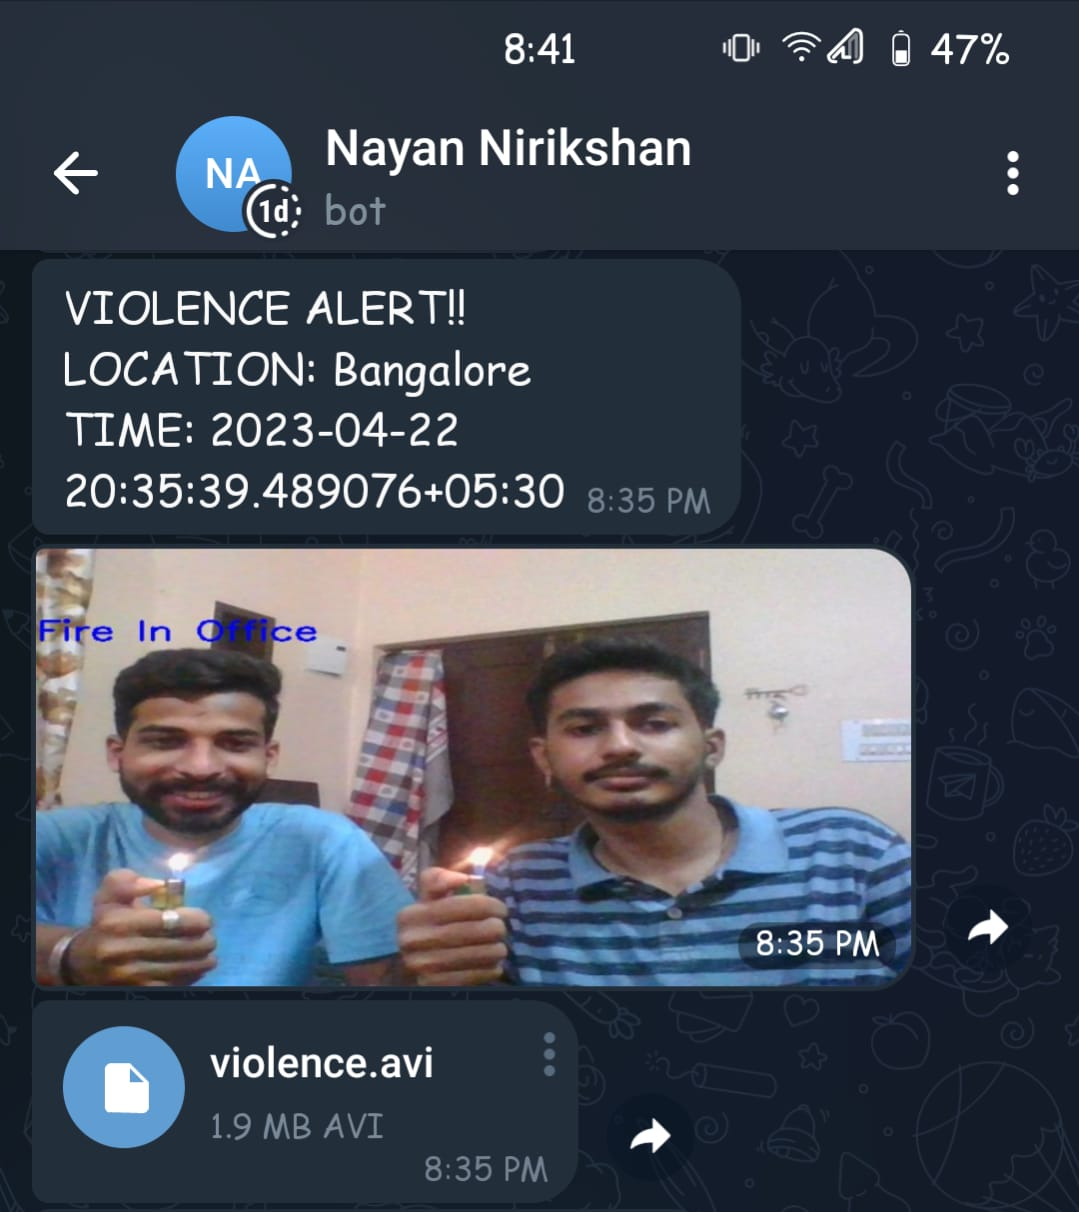 8:41
47%
NA
1d
Nayan Nirikshan
bot
VIOLENCE ALERT!!
LOCATION: Bangalore
TIME: 2023-04-22
20:35:39.489076+05:30
8:35 PM
Fire In Office
8:35 PM
violence.avi
1.9 MB AVI
8:35 PM